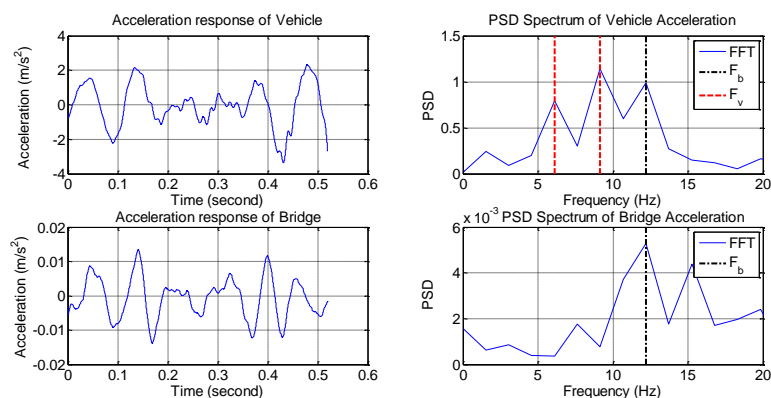 Acceleration response of Vehicle
Acceleration (m/s²)
4
2
0
-2
-4
0 0.1 0.2 0.3 0.4 0.5 0.6
Time (second)
PSD Spectrum of Vehicle Acceleration
PSD
1.5
1
0.5
0
FFT
F_b
F_v
0 5 10 15 20
Frequency (Hz)
Acceleration response of Bridge
Acceleration (m/s²)
0.02
0.01
0
-0.01
-0.02
0 0.1 0.2 0.3 0.4 0.5 0.6
Time (second)
x 10⁻³ PSD Spectrum of Bridge Acceleration
PSD
6
4
2
0
FFT
F_b
0 5 10 15 20
Frequency (Hz)